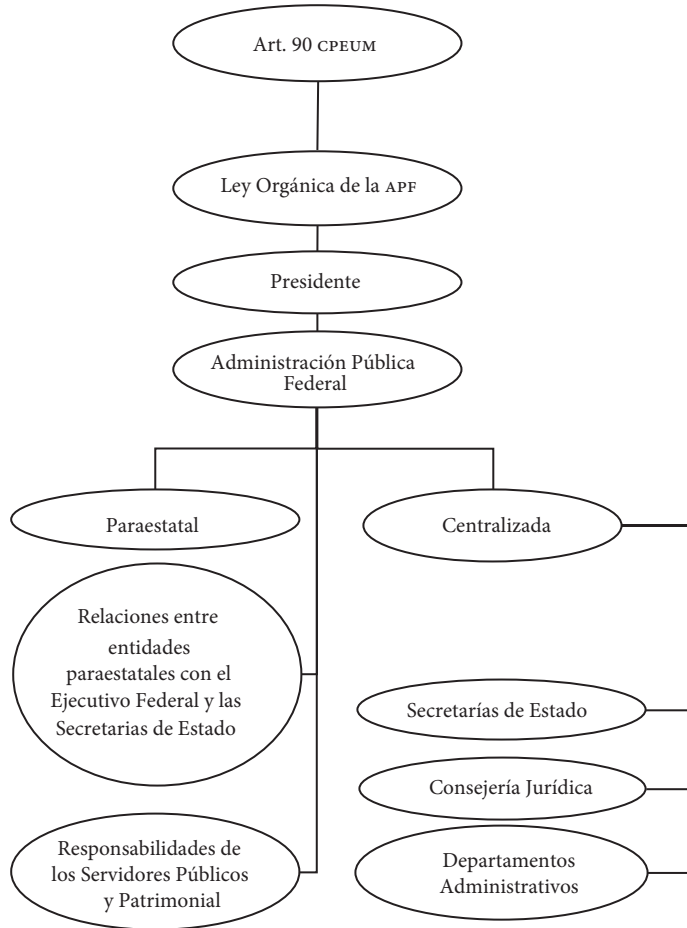 Art. 90 CPEUM
Ley Orgánica de la APF
Presidente
Administración Pública
Federal
Paraestatal
Centralizada
Relaciones entre
entidades
paraestatales con el
Ejecutivo Federal y las
Secretarias de Estado
Secretarías de Estado
Consejería Jurídica
Responsabilidades de
los Servidores Públicos
y Patrimonial
Departamentos
Administrativos